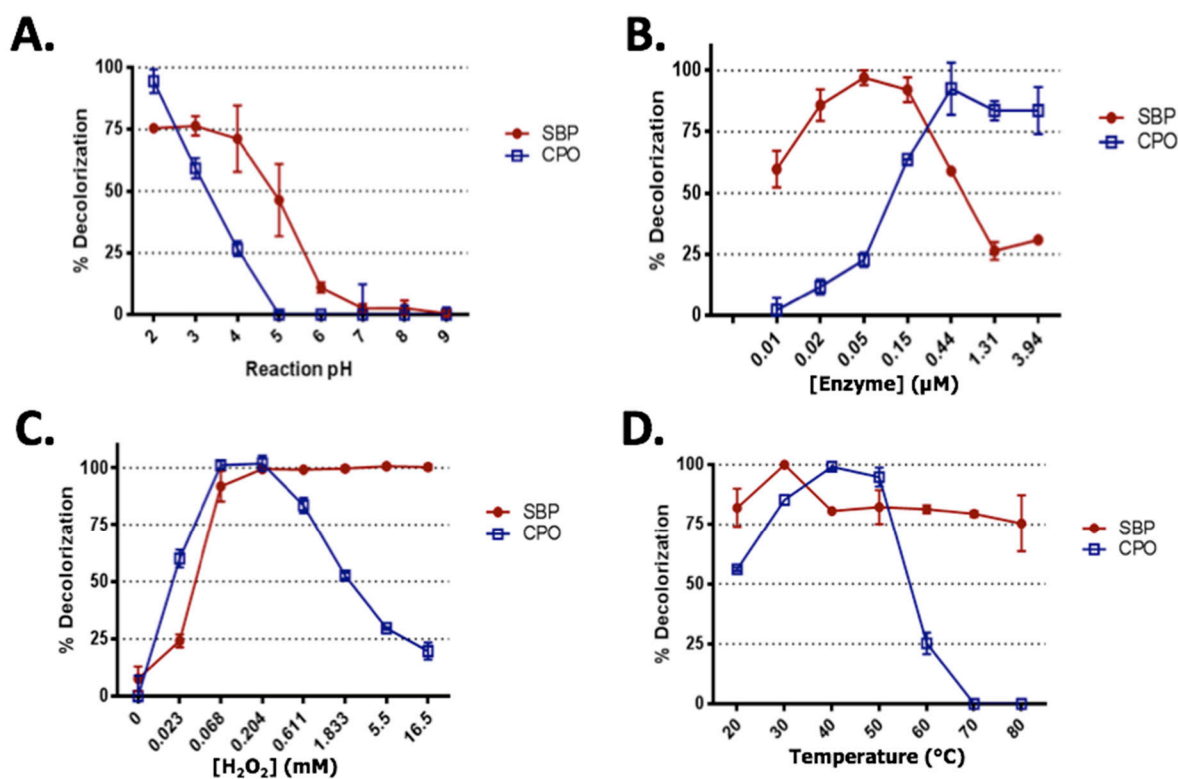 A.
% Decolorization
100
75
50
25
0
2 3 4 5 6 7 8 9
Reaction pH
SBP
CPO
B.
% Decolorization
100
75
50
25
0
0.01 0.02 0.05 0.15 0.44 1.31 3.94
[Enzyme] (µM)
SBP
CPO
C.
% Decolorization
100
75
50
25
0
0 0.023 0.068 0.204 0.611 1.833 5.5 16.5
[H₂O₂] (mM)
SBP
CPO
D.
% Decolorization
100
75
50
25
0
20 30 40 50 60 70 80
Temperature (°C)
SBP
CPO